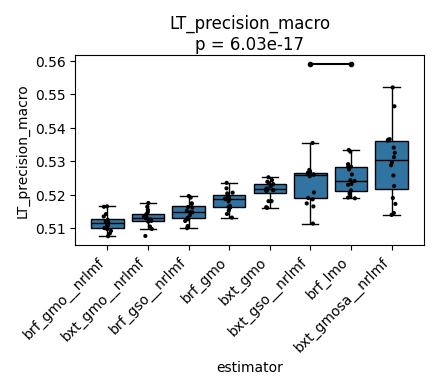 LT_precision_macro
p = 6.03e-17
LT_precision_macro
0.56
0.55
0.54
0.53
0.52
0.51
brf_gmo__nrlmf
bxt_gmo__nrlmf
brf_gso__nrlmf
brf_gmo
bxt_gmo
bxt_gso__nrlmf
brf_lmo
bxt_gmosa__nrlmf
estimator